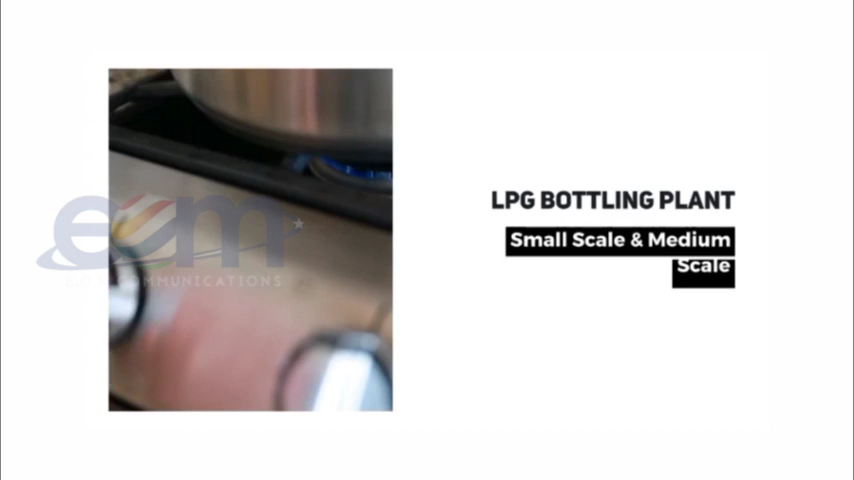 LPG BOTTLING PLANT
Small Scale & Medium
Scale
ecm
COMMUNICATIONS